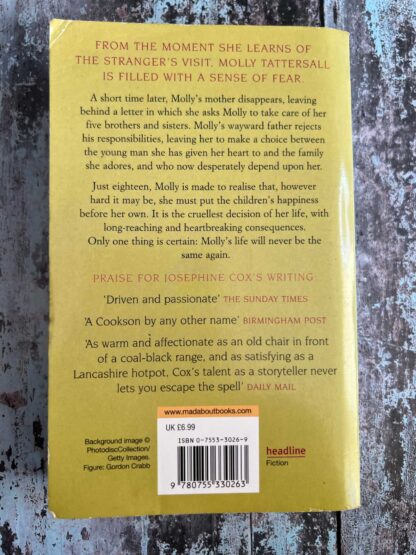 FROM THE MOMENT SHE LEARNS OF
THE STRANGER'S VISIT, MOLLY TATTERSALL
IS FILLED WITH A SENSE OF FEAR.
A short time later, Molly's mother disappears, leaving
behind a letter in which she asks Molly to take care of her
five brothers and sisters. Molly's wayward father rejects
his responsibilities, leaving her to make a choice between
the young man she has given her heart to and the family
she adores, and who now desperately depend upon her.
Just eighteen, Molly is made to realise that, however
hard it may be, she must put the children's happiness
before her own. It is the cruellest decision of her life, with
long-reaching and heartbreaking consequences.
Only one thing is certain: Molly's life will never be the
same again.
PRAISE FOR JOSEPHINE COX'S WRITING:
'Driven and passionate' THE SUNDAY TIMES
'A Cookson by any other name' BIRMINGHAM POST
'As warm and affectionate as an old chair in front
of a coal-black range, and as satisfying as a
Lancashire hotpot, Cox's talent as a storyteller never
lets you escape the spell' DAILY MAIL
www.madaboutbooks.com
UK £6.99
ISBN 0-7553-3026-9
9 780755 330263
Background image ©
PhotodiscCollection/
Getty Images.
Figure: Gordon Crabb
headline
Fiction